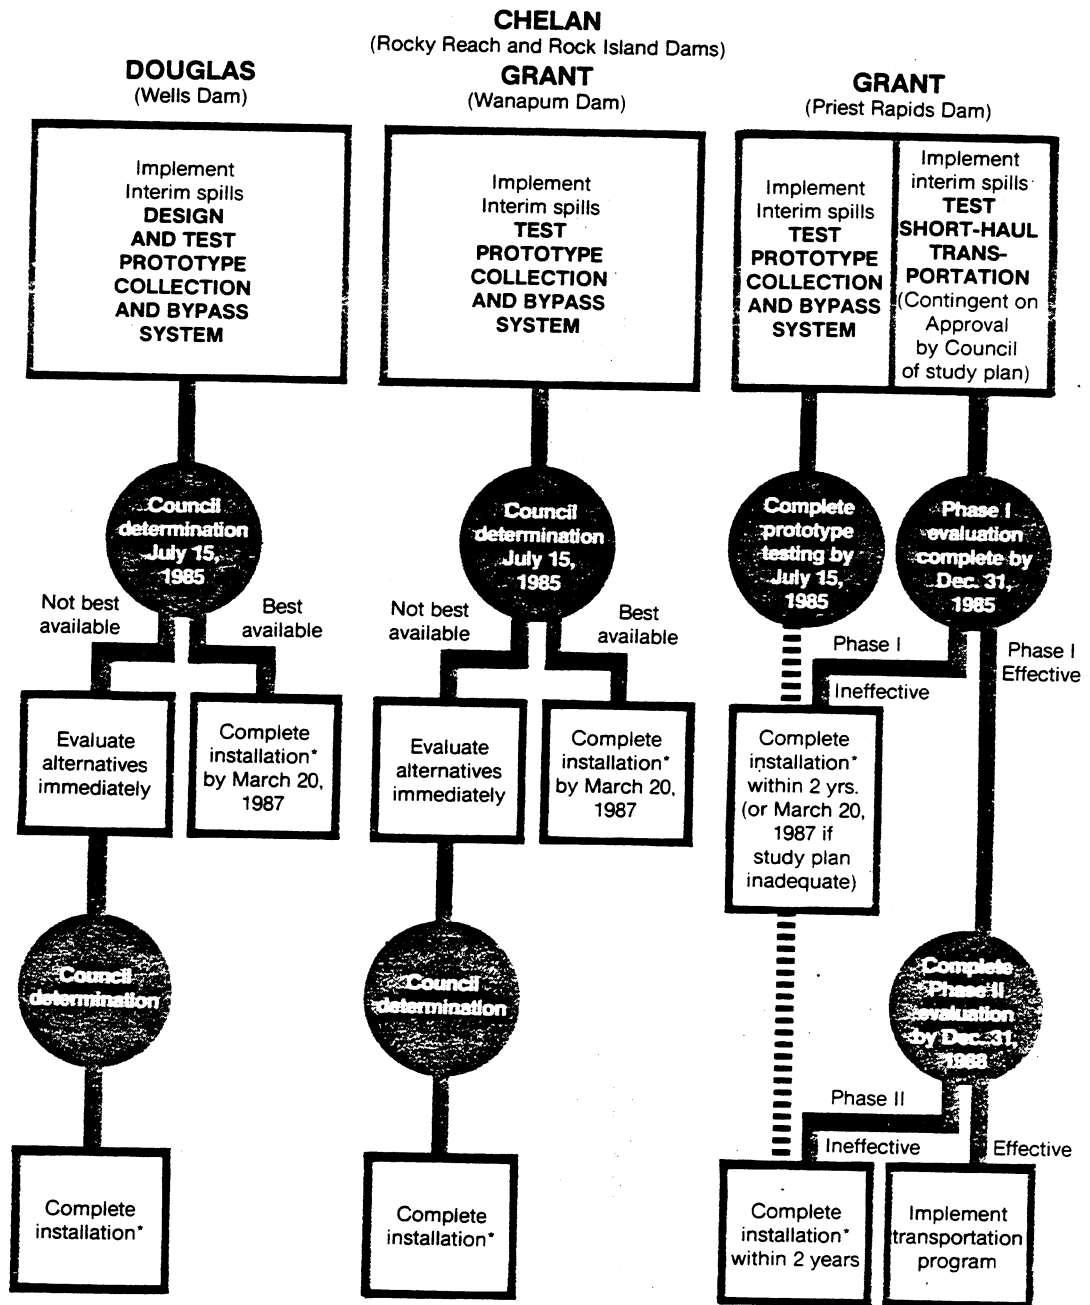 CHELAN
(Rocky Reach and Rock Island Dams)
DOUGLAS
(Wells Dam)
GRANT
(Wanapum Dam)
GRANT
(Priest Rapids Dam)
Implement
Interim spills
DESIGN
AND TEST
PROTOTYPE
COLLECTION
AND BYPASS
SYSTEM
Implement
Interim spills
TEST
PROTOTYPE
COLLECTION
AND BYPASS
SYSTEM
Implement
Interim spills
TEST
PROTOTYPE
COLLECTION
AND BYPASS
SYSTEM
Implement
interim spills
TEST
SHORT-HAUL
TRANS-
PORTATION
(Contingent on
Approval
by Council
of study plan)
Council
determination
July 15,
1985
Council
determination
July 15,
1985
Complete
prototype
testing by
July 15,
1985
Phase I
evaluation
complete by
Dec. 31,
1985
Not best
available
Best
available
Not best
available
Best
available
Phase I
Ineffective
Phase I
Effective
Evaluate
alternatives
immediately
Complete
installation*
by March 20,
1987
Evaluate
alternatives
immediately
Complete
installation*
by March 20,
1987
Complete
installation*
within 2 yrs.
(or March 20,
1987 if
study plan
inadequate)
Council
determination
Council
determination
Complete
Phase II
evaluation
by Dec. 31,
Phase II
Ineffective
Effective
Complete
installation*
Complete
installation*
Complete
installation*
within 2 years
Implement
transportation
program